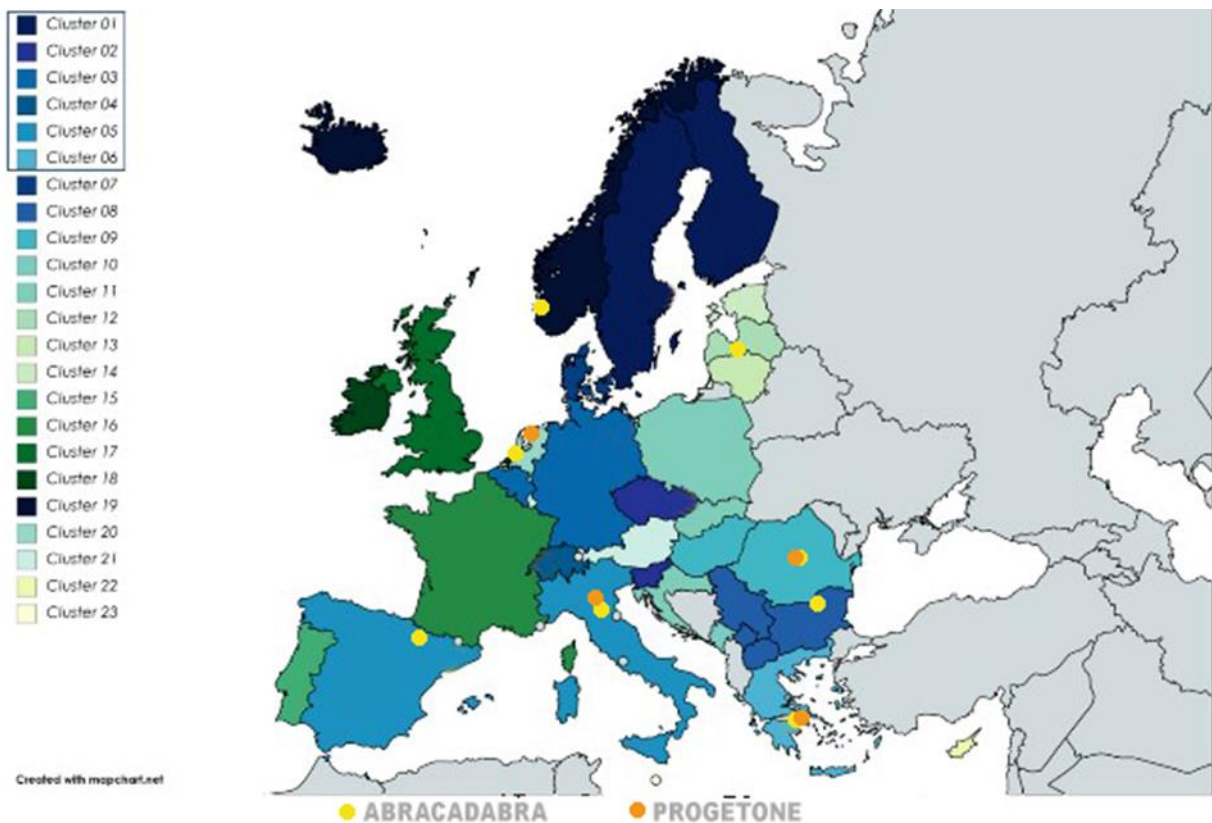 Cluster 01
Cluster 02
Cluster 03
Cluster 04
Cluster 05
Cluster 06
Cluster 07
Cluster 08
Cluster 09
Cluster 10
Cluster 11
Cluster 12
Cluster 13
Cluster 14
Cluster 15
Cluster 16
Cluster 17
Cluster 18
Cluster 19
Cluster 20
Cluster 21
Cluster 22
Cluster 23
Created with mapchart.net
ABRACADABRA PROGETONE